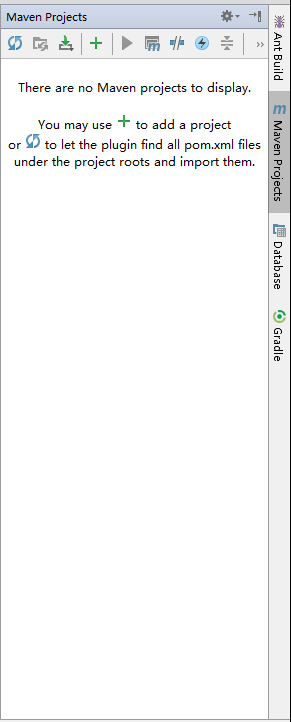 Maven Projects
There are no Maven projects to display.
You may use + to add a project
or to let the plugin find all pom.xml files
under the project roots and import them.
Ant Build
Maven Projects
Database
Gradle